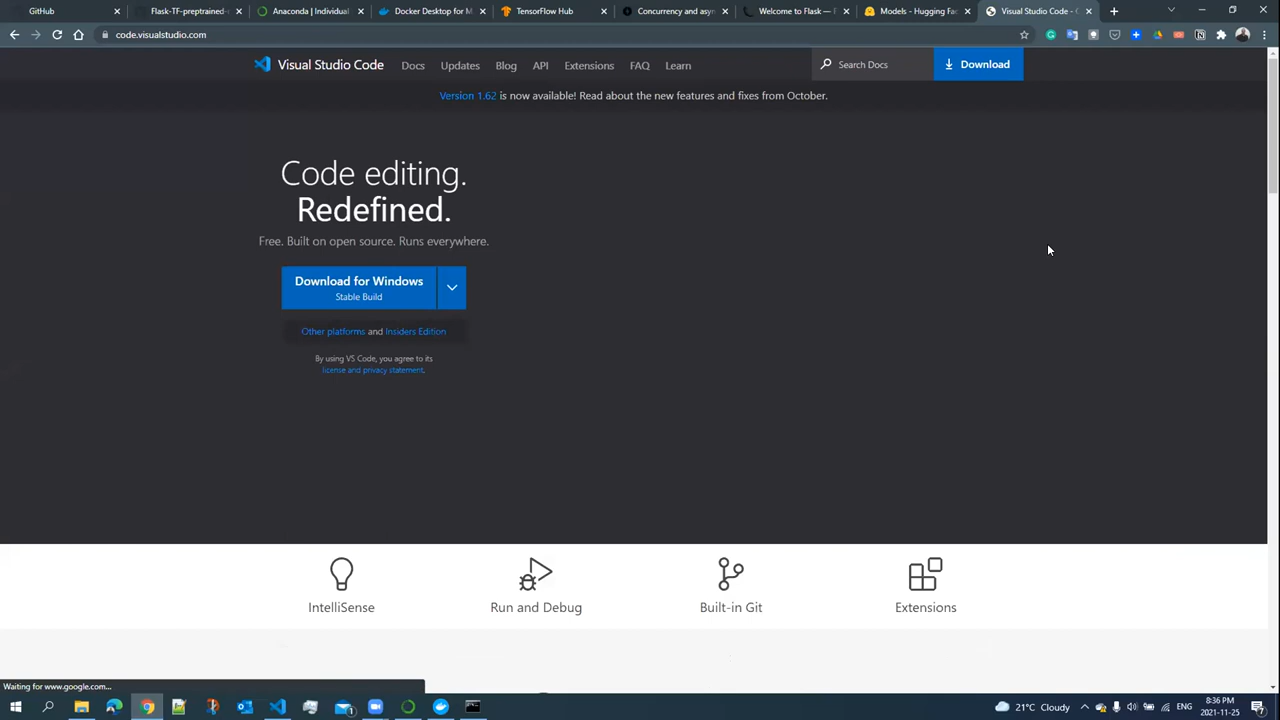 GitHub
Flask-TF-preptrained-
Anaconda | Individual
Docker Desktop for M
TensorFlow Hub
Concurrency and asyn
Welcome to Flask —
Models - Hugging Fac
Visual Studio Code - C
code.visualstudio.com
Visual Studio Code
Docs
Updates
Blog
API
Extensions
FAQ
Learn
Search Docs
Download
Version 1.62 is now available! Read about the new features and fixes from October.
Code editing.
Redefined.
Free. Built on open source. Runs everywhere.
Download for Windows
Stable Build
Other platforms and Insiders Edition
By using VS Code, you agree to its
license and privacy statement.
IntelliSense
Run and Debug
Built-in Git
Extensions
Waiting for www.google.com...
21°C Cloudy
ENG
8:36 PM
2021-11-25